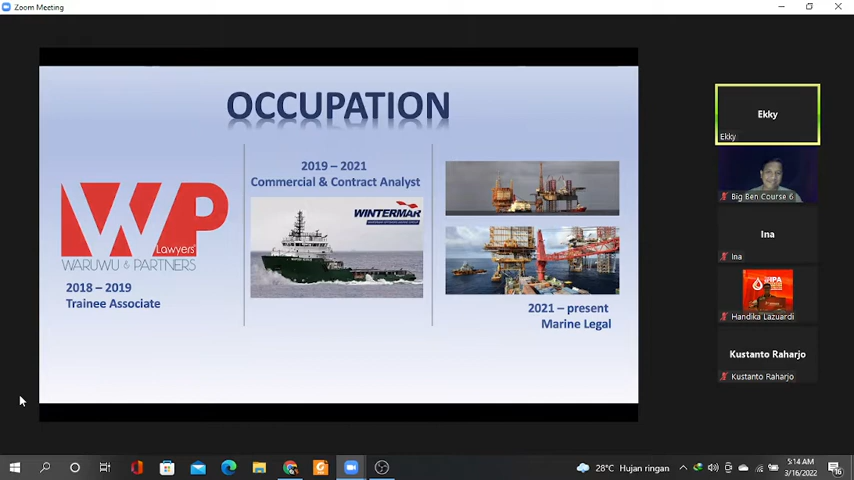 Zoom Meeting
OCCUPATION
WP
Lawyers
WARUWU & PARTNERS
2018 – 2019
Trainee Associate
2019 – 2021
Commercial & Contract Analyst
WINTERMAR
2021 – present
Marine Legal
Ekky
Ekky
Big Ben Course 6
Ina
Ina
Handika Lazuardi
Kustanto Raharjo
Kustanto Raharjo
28°C Hujan ringan
5:14 AM
3/16/2022